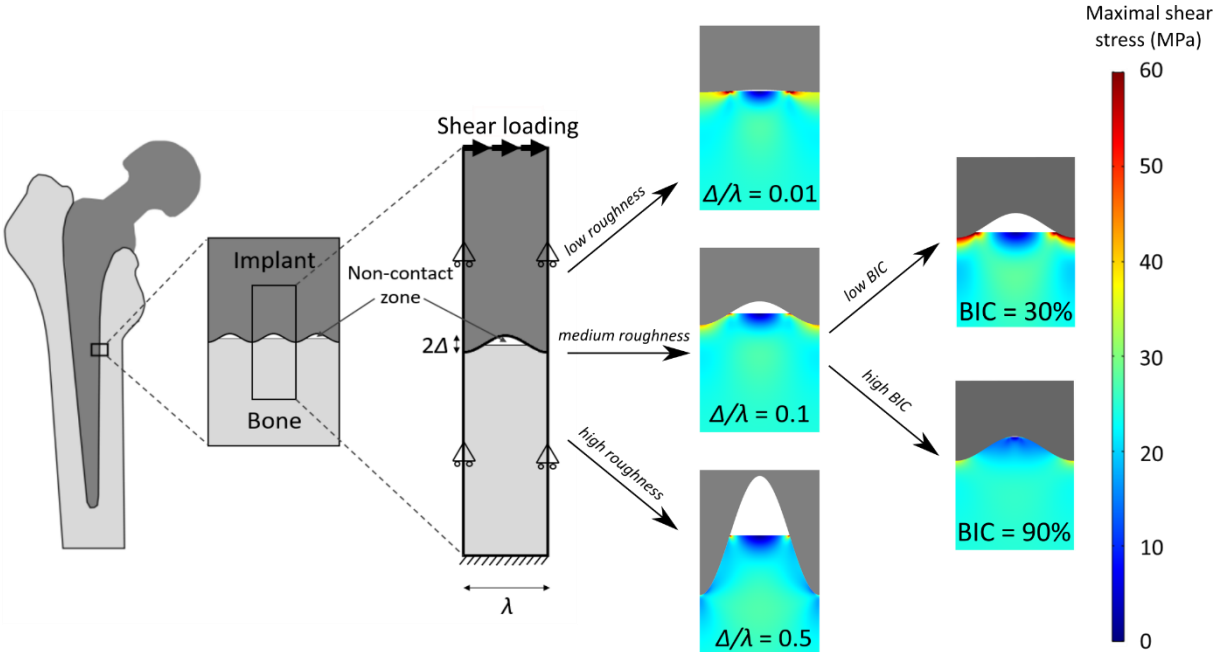 Maximal shear
stress (MPa)
60
50
40
30
20
10
0
Shear loading
Implant
Bone
Non-contact
zone
2Δ
λ
low roughness
medium roughness
high roughness
Δ/λ = 0.01
Δ/λ = 0.1
Δ/λ = 0.5
low BIC
high BIC
BIC = 30%
BIC = 90%